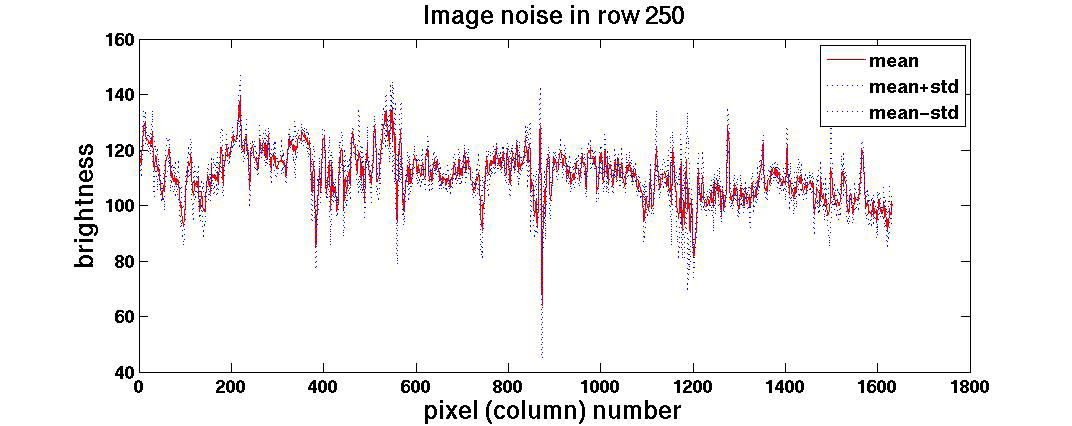 Image noise in row 250
160
140
120
100
80
60
40
brightness
mean
mean+std
mean-std
0 200 400 600 800 1000 1200 1400 1600 1800
pixel (column) number